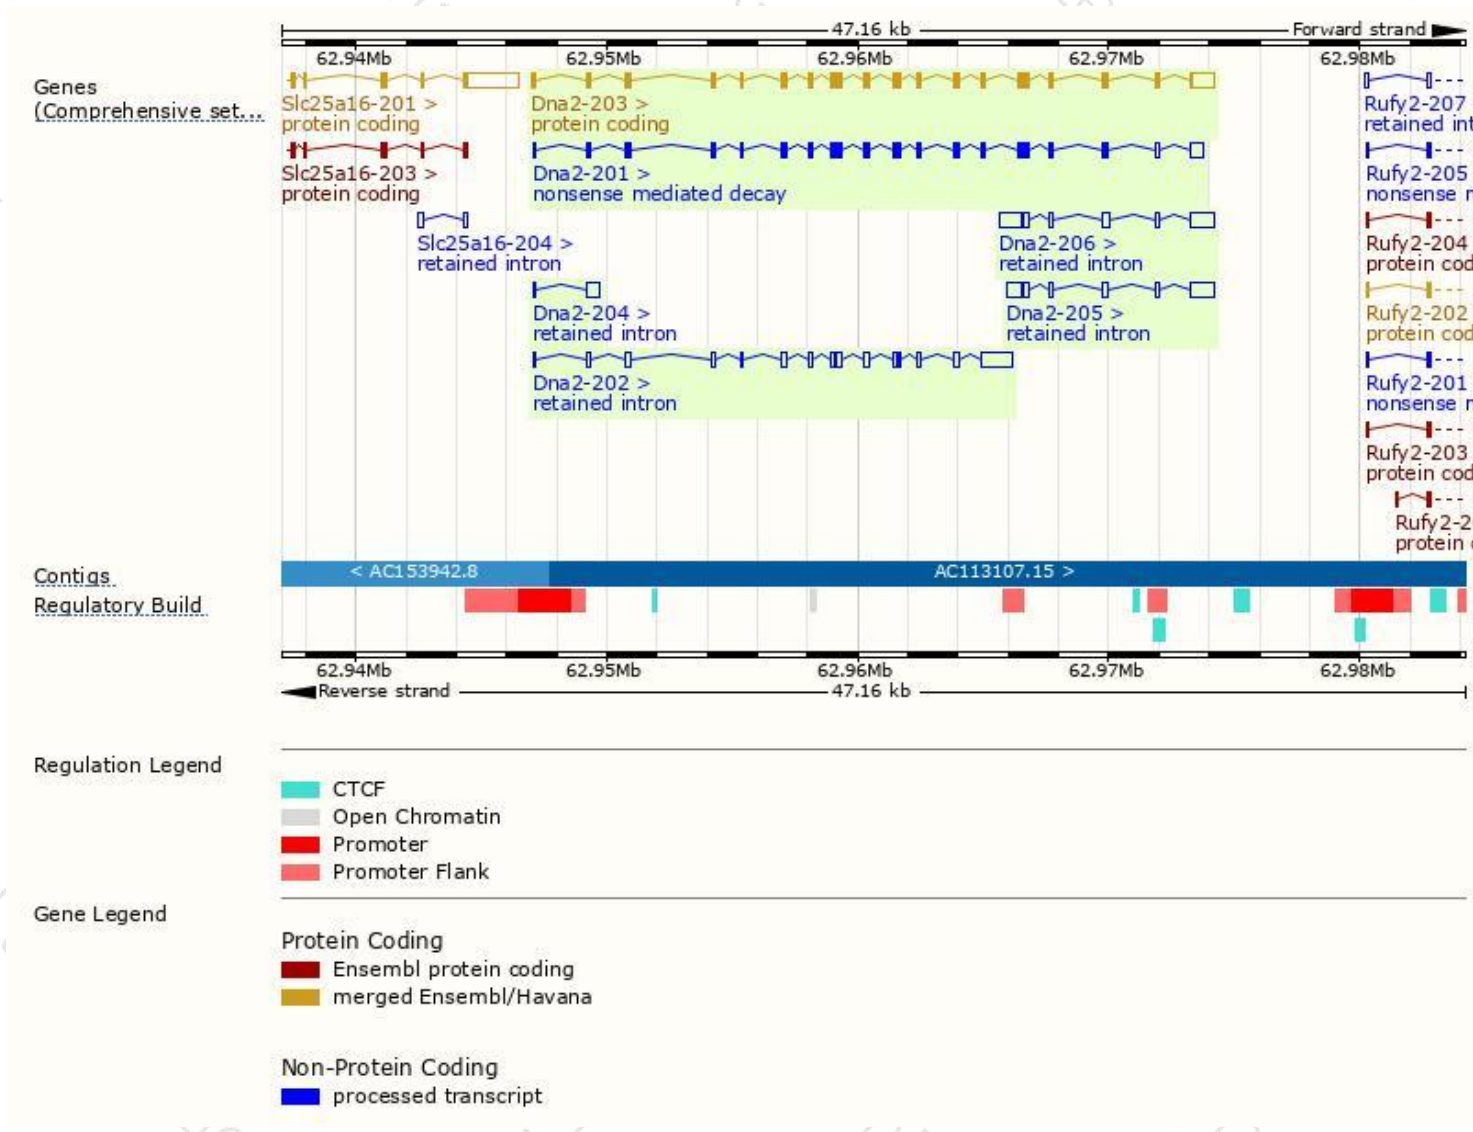 47.16 kb Forward strand
62.94Mb 62.95Mb 62.96Mb 62.97Mb 62.98Mb
Genes
(Comprehensive set...
Slc25a16-201 > Dna2-203 > Rufy2-207
protein coding protein coding retained int
Slc25a16-203 > Dna2-201 > Rufy2-205
protein coding nonsense mediated decay nonsense
Slc25a16-204 > Dna2-206 > Rufy2-204
retained intron retained intron protein cod
Dna2-204 > Dna2-205 > Rufy2-202
retained intron retained intron protein cod
Dna2-202 > Rufy2-201
retained intron nonsense
Rufy2-203
protein cod
Rufy2-2
protein
Contigs < AC153942.8 AC113107.15 >
Regulatory Build
62.94Mb 62.95Mb 62.96Mb 62.97Mb 62.98Mb
Reverse strand 47.16 kb
Regulation Legend
CTCF
Open Chromatin
Promoter
Promoter Flank
Gene Legend
Protein Coding
Ensembl protein coding
merged Ensembl/Havana
Non-Protein Coding
processed transcript